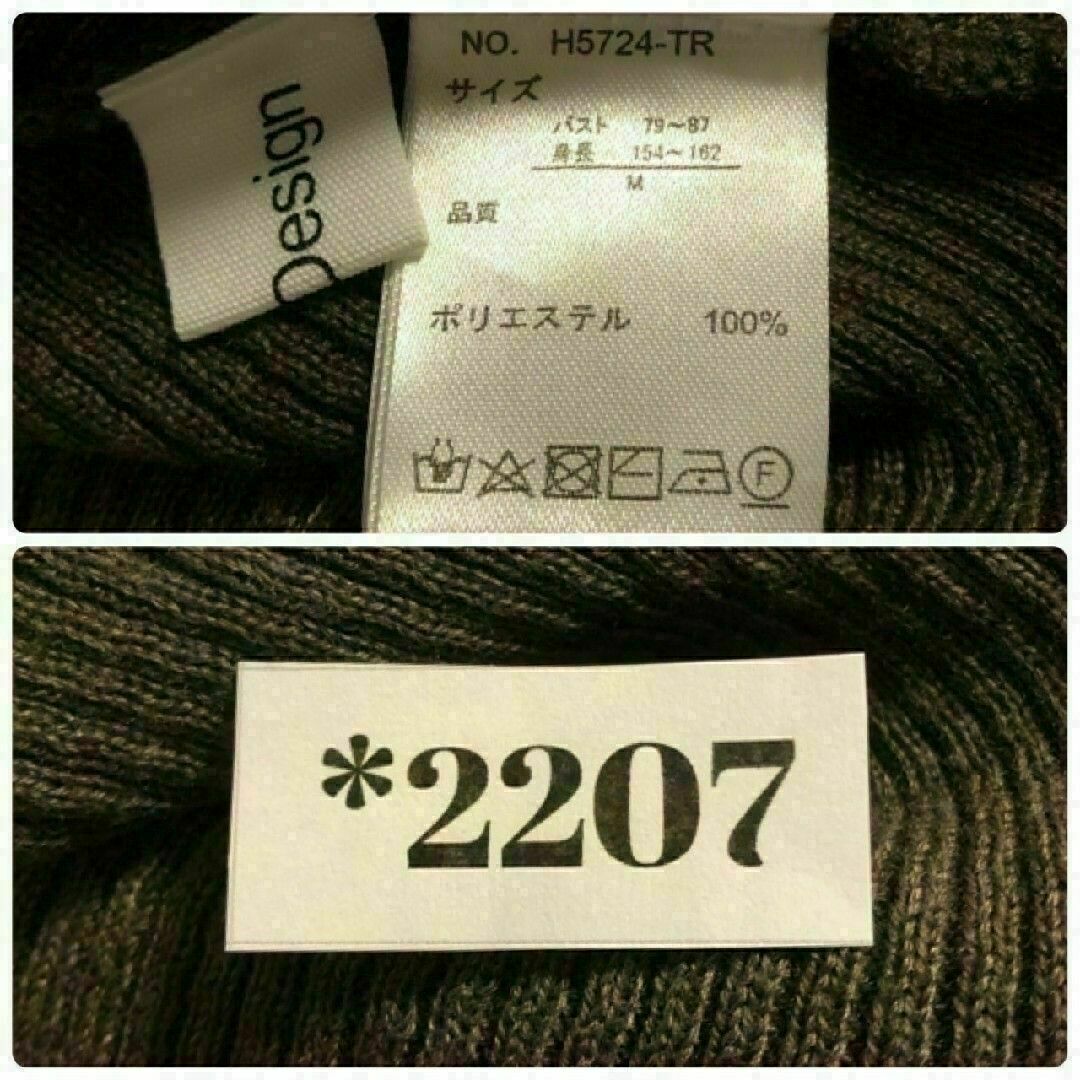 Design
NO. H5724-TR
サイズ
バスト 79～87
身長 154～162
M
品質
ポリエステル 100%
F
*2207